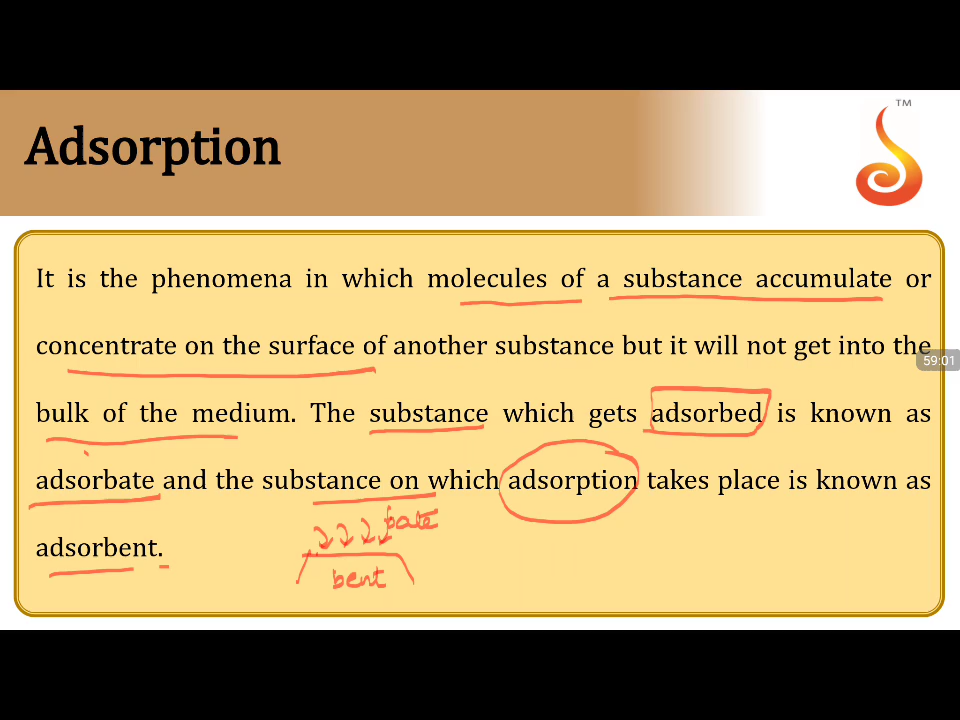 TM
Adsorption
It is the phenomena in which molecules of a substance accumulate or
concentrate on the surface of another substance but it will not get into the
59:01
bulk of the medium. The substance which gets adsorbed is known as
adsorbate and the substance on which adsorption takes place is known as
bate
adsorbent.
bent